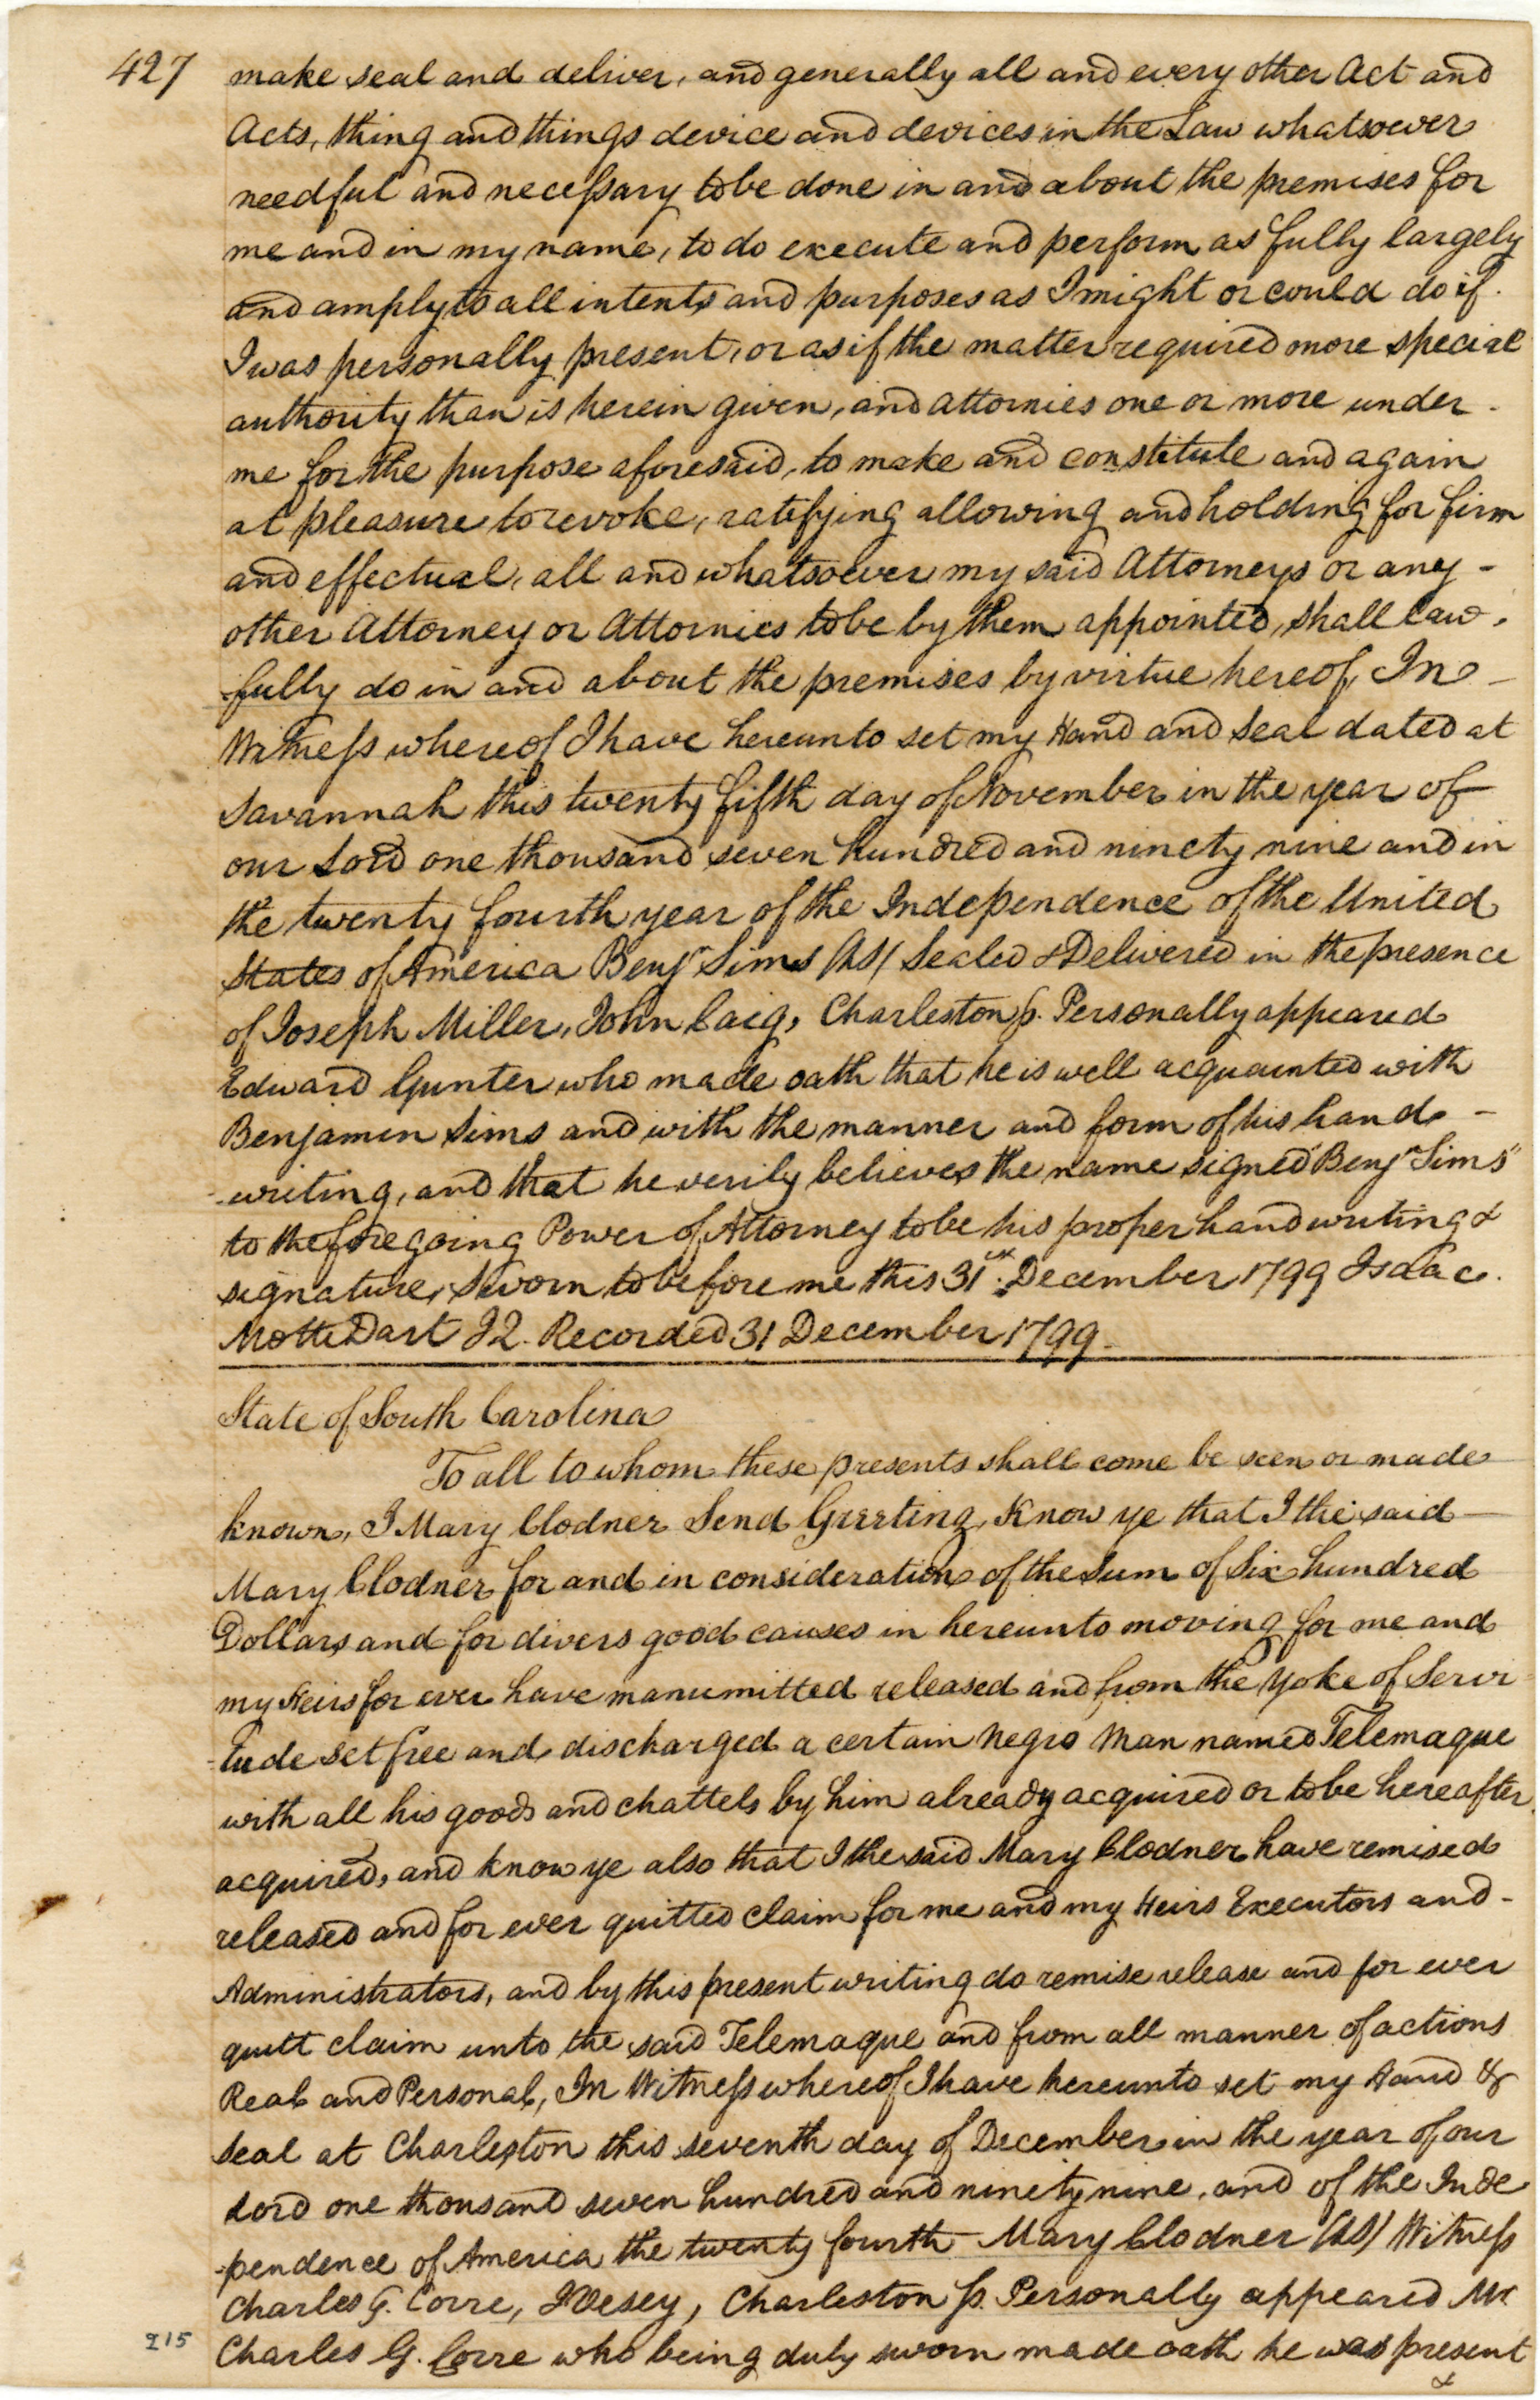 427 make seal and deliver, and generally all and every other Act and
Acts, thing and things device and devices in the Law whatsoever
needful and necessary to be done in and about the premises for
me and in my name, to do execute and perform as fully largely
and amply to all intents and purposes as I might or could do if
I was personally present, or as if the matter required more special
authority than is herein given, and attornies one or more under
me for the purpose aforesaid, to make and constitute and again
at pleasure to revoke, ratifying allowing and holding for firm
and effectual, all and whatsoever my said Attorneys or any -
other Attorney or Attornies to be by them appointed, shall law-
fully do in and about the premises by virtue hereof, In -
Witness whereof I have hereunto set my Hand and Seal dated at
Savannah this twenty fifth day of November in the year of
our Lord one thousand seven hundred and ninety nine and in
the twenty fourth year of the Independence of the United
States of America Benjn Sims (LS) Sealed & Delivered in the presence
of Joseph Miller, John Caig, Charleston ss. Personally appeared
Edward Gunter who made oath that he is well acquainted with
Benjamin Sims and with the manner and form of his hand -
-writing, and that he verily believes the name signed "Benjn Sims"
to the foregoing Power of Attorney to be his proper handwriting &
signature, Sworn to before me this 31st December 1799 Isaac
Motte Dart J2. Recorded 31 December 1799
State of South Carolina
To all to whom these presents shall come be seen or made
known, I Mary Clodner Send Greeting, Know ye that I the said -
Mary Clodner for and in consideration of the Sum of Six hundred
Dollars and for divers good causes in hereunto moving for me and
my Heirs for ever have manumitted released and from the Yoke of Servi
-tude set free and discharged a certain negro man named Telemaque
with all his goods and chattels by him already acquired or to be hereafter
acquired, and know ye also that I the said Mary Clodner have remised
released and for ever quitted claim for me and my Heirs Executors and -
Administrators, and by this present writing do remise release and for ever
quitt claim unto the said Telemaque and from all manner of actions
Real and Personal, In Witness whereof I have hereunto set my Hand &
Seal at Charleston this seventh day of December in the year of our
Lord one thousand seven hundred and ninety nine, and of the Inde
-pendence of America the twenty fourth Mary Clodner (LS) Witness
Charles G. Corre, JVesey, Charleston ss. Personally appeared Mr.
Charles G. Corre who being duly sworn made oath he was present
&
215